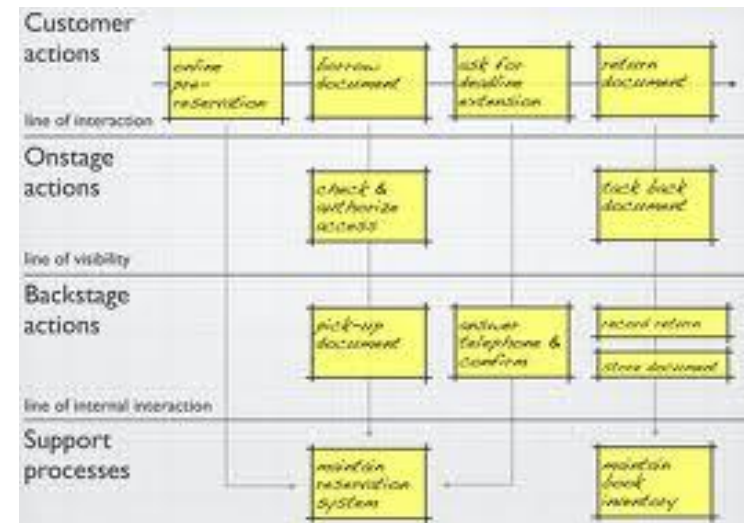 Customer
actions
online
pre-
reservation
borrow
document
ask for
deadline
extension
return
document
line of interaction
Onstage
actions
check &
authorize
access
tack back
document
line of visibility
Backstage
actions
pick-up
document
answer
telephone &
confirm
record return
store document
line of internal interaction
Support
processes
maintain
reservation
system
maintain
book
inventory